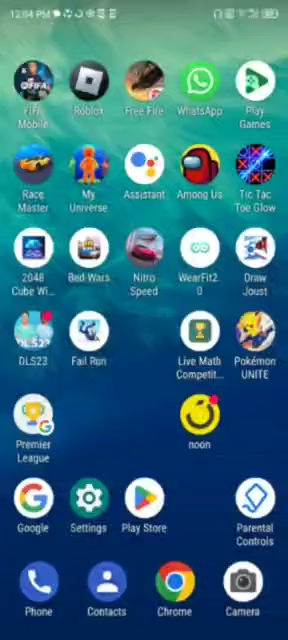 12:04 PM
FIFA Mobile
Roblox
Free Fire
WhatsApp
Play Games
Race Master
My Universe
Assistant
Among Us
Tic Tac Toe Glow
2048 Cube Wi...
Bed Wars
Nitro Speed
WearFit2.0
Draw Joust
DLS23
Fail Run
Live Math Competit...
Pokémon UNITE
Premier League
noon
Google
Settings
Play Store
Parental Controls
Phone
Contacts
Chrome
Camera